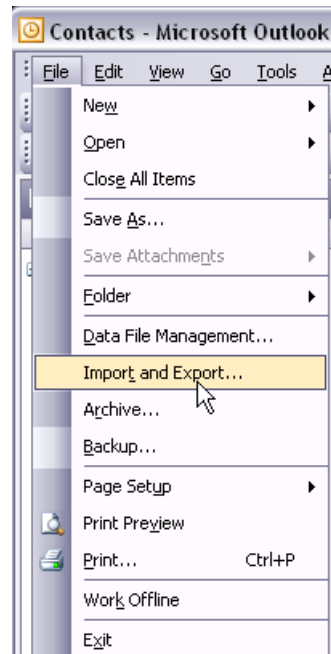 Contacts - Microsoft Outlook
File Edit View Go Tools A
New
Open
Close All Items
Save As...
Save Attachments
Folder
Data File Management...
Import and Export...
Archive...
Backup...
Page Setup
Print Preview
Print... Ctrl+P
Work Offline
Exit